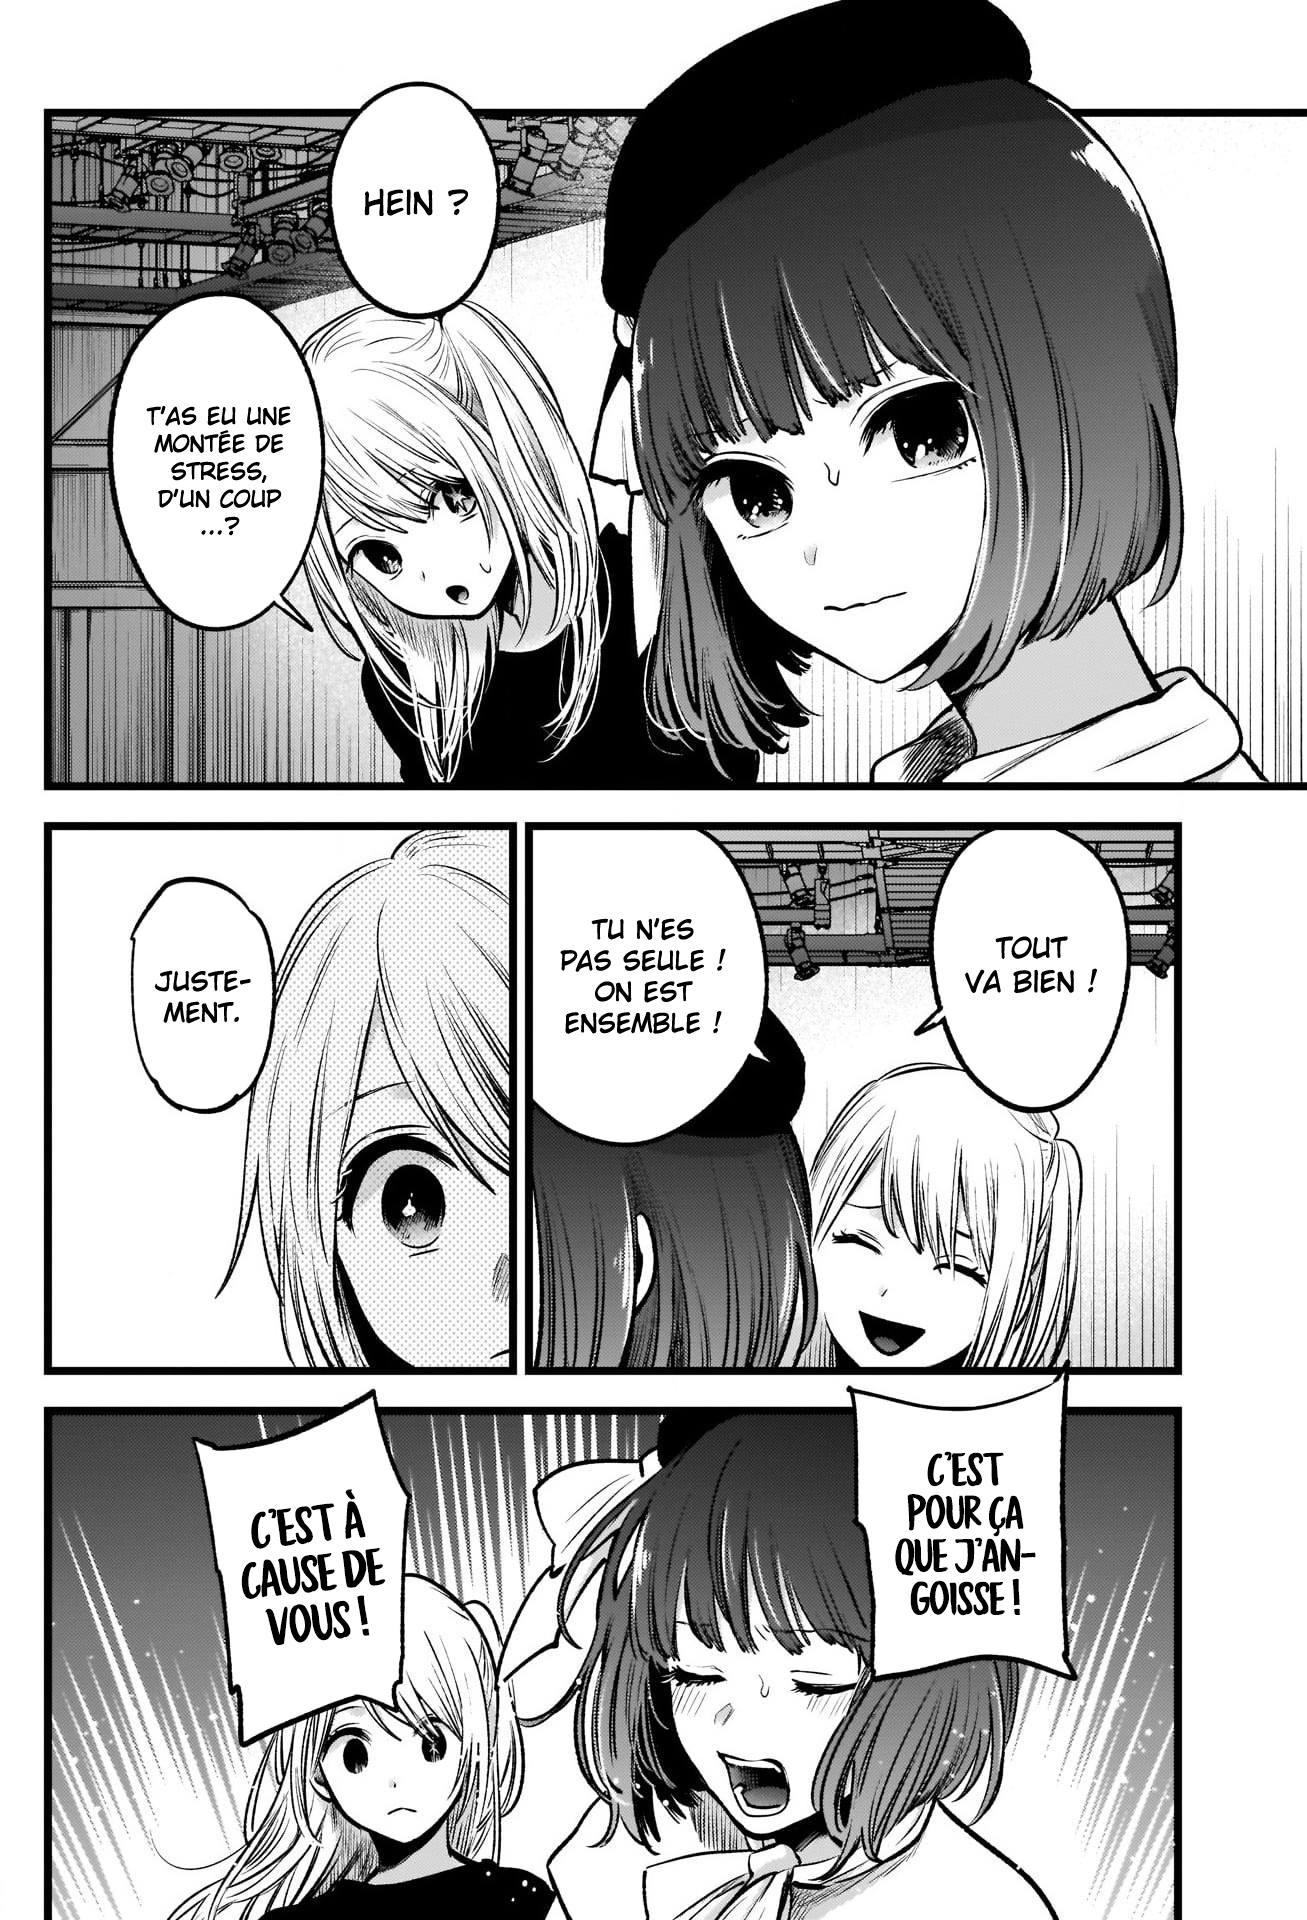 HEIN ?
T'AS EU UNE
MONTÉE DE
STRESS,
D'UN COUP
...?
TOUT
VA BIEN !
TU N'ES
PAS SEULE !
ON EST
ENSEMBLE !
JUSTE-
MENT.
C'EST
POUR ÇA
QUE J'AN-
GOISSE !
C'EST À
CAUSE DE
VOUS !